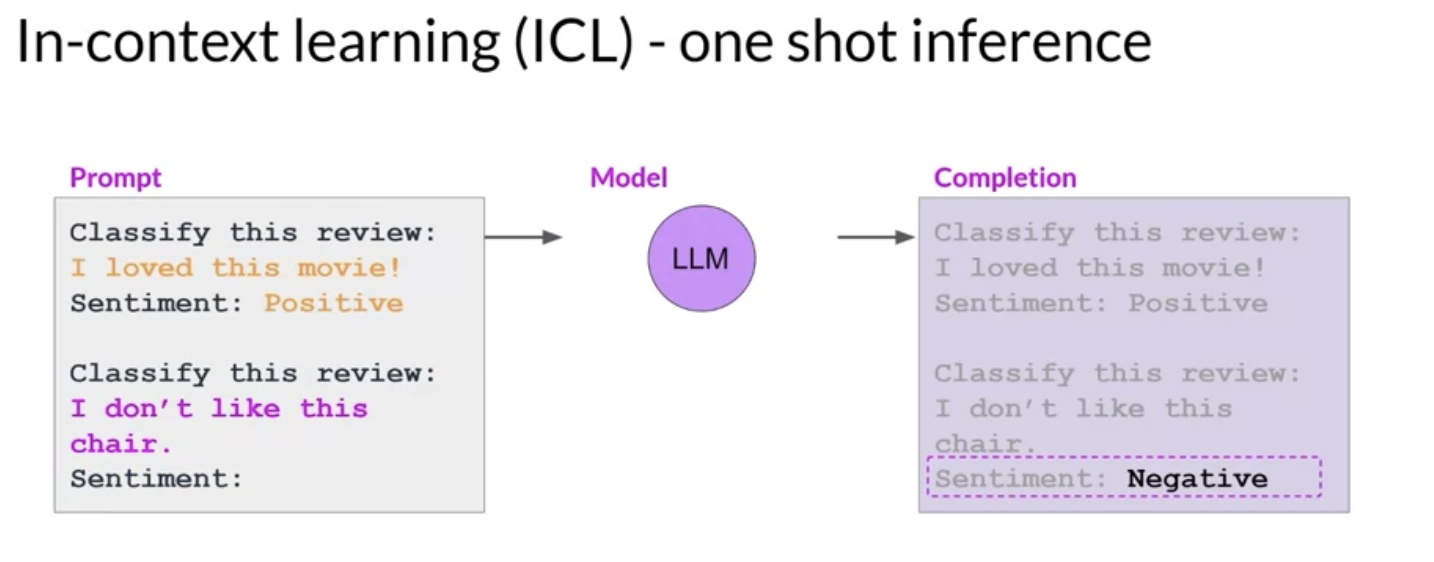 In-context learning (ICL) - one shot inference
Prompt
Classify this review:
I loved this movie!
Sentiment: Positive
Classify this review:
I don’t like this
chair.
Sentiment:
Model
LLM
Completion
Classify this review:
I loved this movie!
Sentiment: Positive
Classify this review:
I don’t like this
chair.
Sentiment: Negative